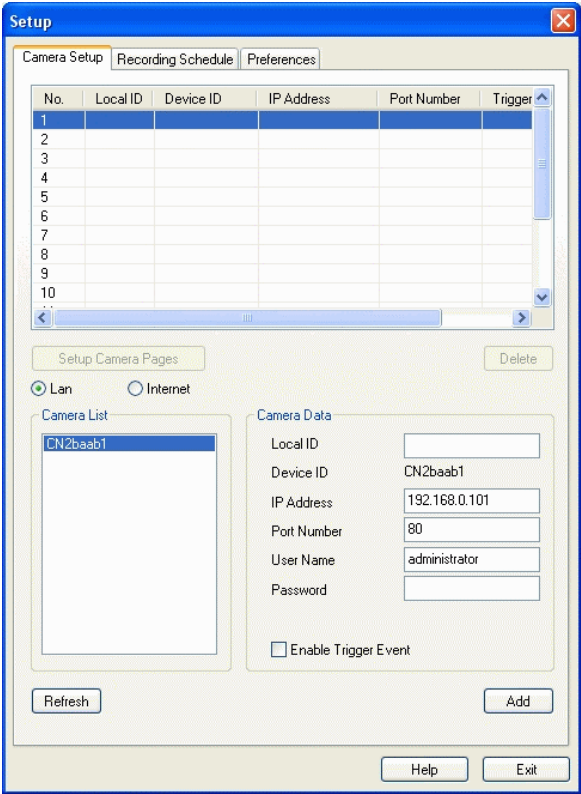 Setup
Camera Setup Recording Schedule Preferences
No. Local ID Device ID IP Address Port Number Trigger
1
2
3
4
5
6
7
8
9
10
Setup Camera Pages Delete
Lan Internet
Camera List Camera Data
CN2baab1 Local ID
Device ID CN2baab1
IP Address 192.168.0.101
Port Number 80
User Name administrator
Password
Enable Trigger Event
Refresh Add
Help Exit